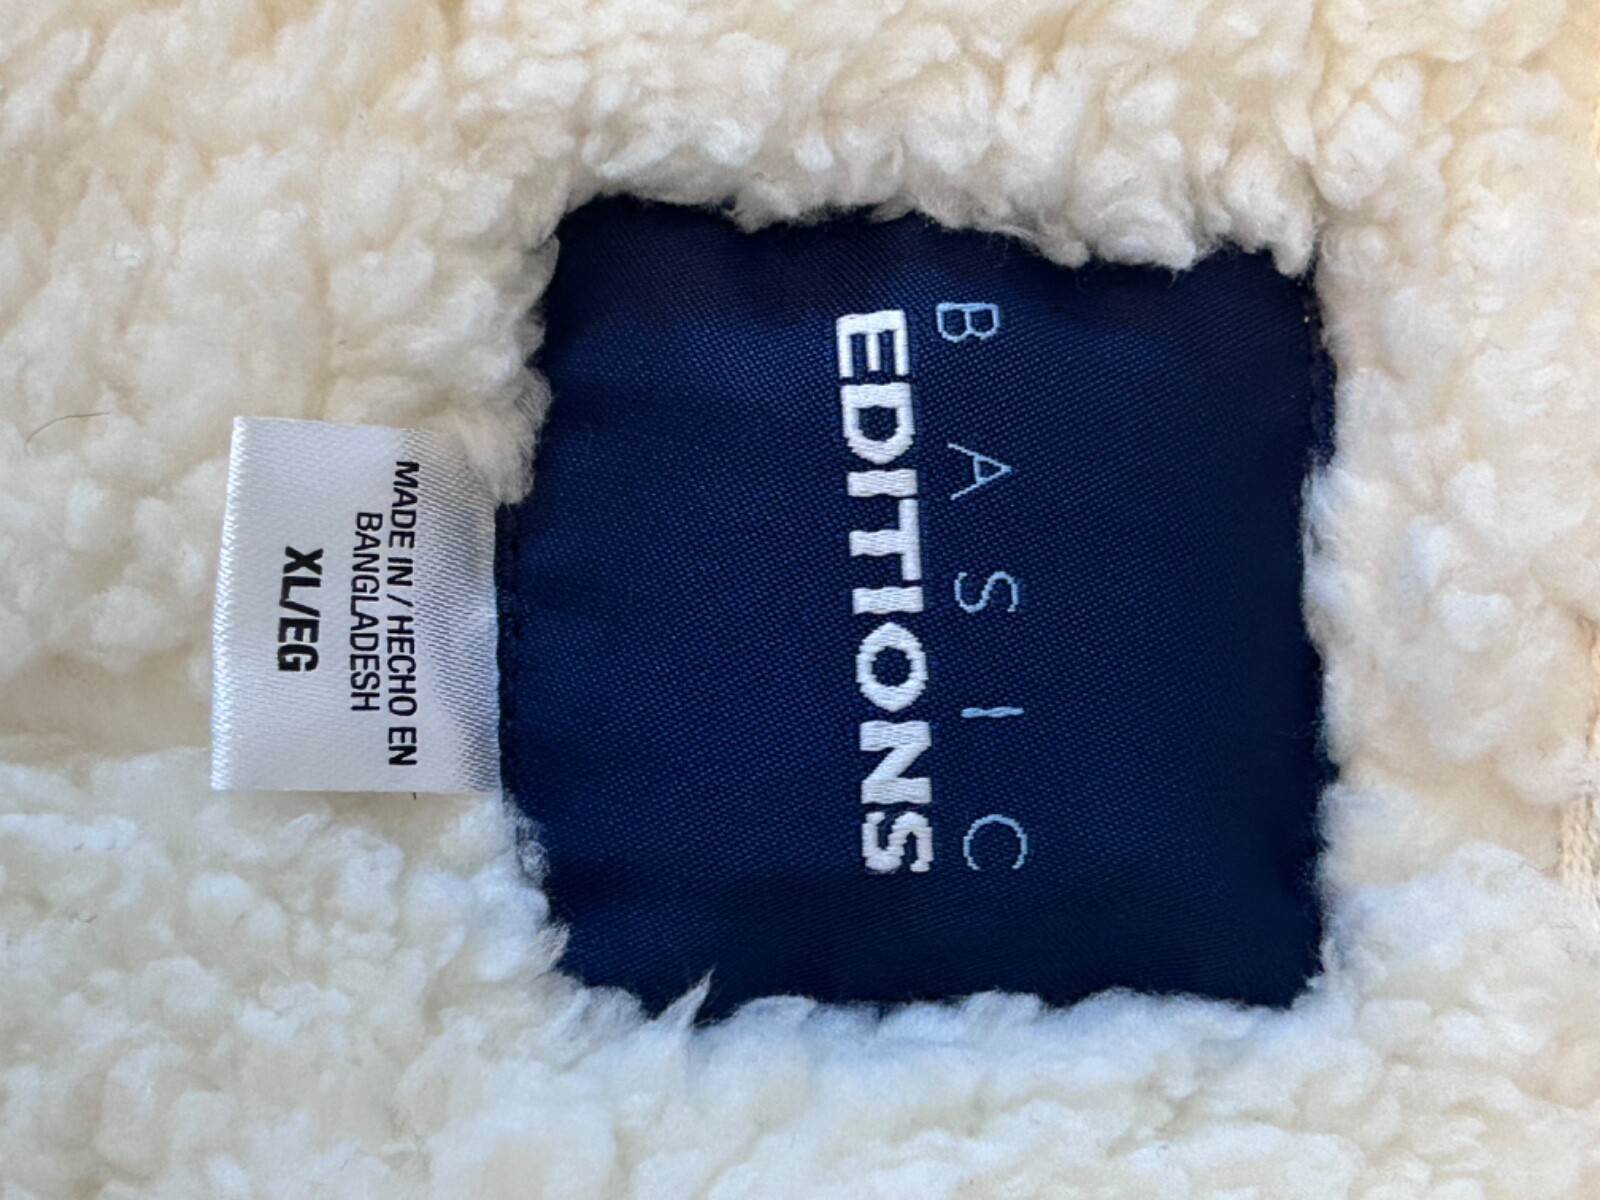 BASIC
EDITIONS
MADE IN / HECHO EN
BANGLADESH
XL/EG